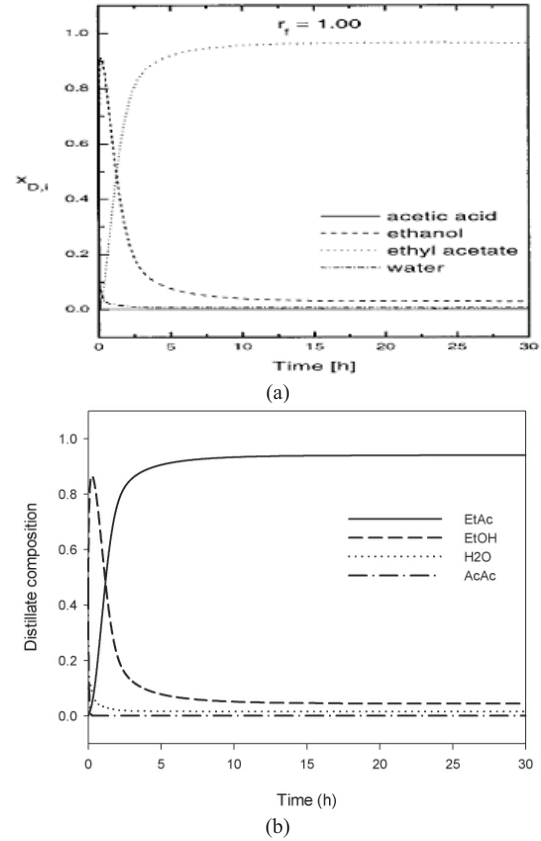 r_f = 1.00
1.0
0.8
0.6
0.4
0.2
0.0
x_D,i
acetic acid
ethanol
ethyl acetate
water
0 5 10 15 20 25 30
Time [h]
(a)
1.0
0.8
0.6
0.4
0.2
0.0
Distillate composition
EtAc
EtOH
H2O
AcAc
0 5 10 15 20 25 30
Time (h)
(b)